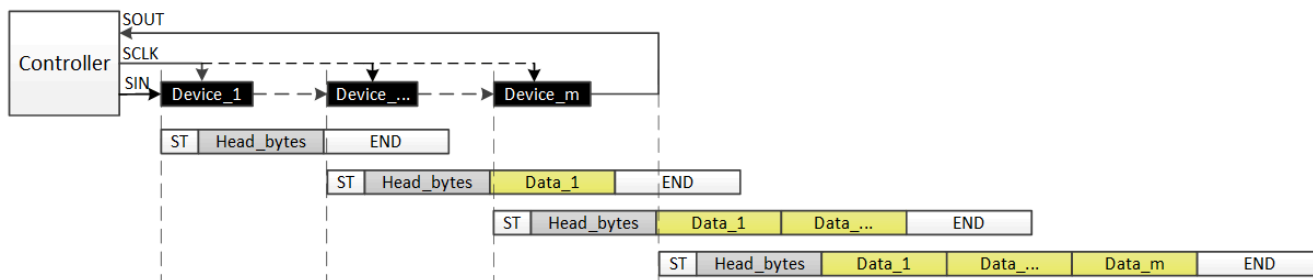 SOUT
SCLK
Controller
SIN
Device_1 Device_... Device_m
ST Head_bytes END
ST Head_bytes Data_1 END
ST Head_bytes Data_1 Data_... END
ST Head_bytes Data_1 Data_... Data_m END